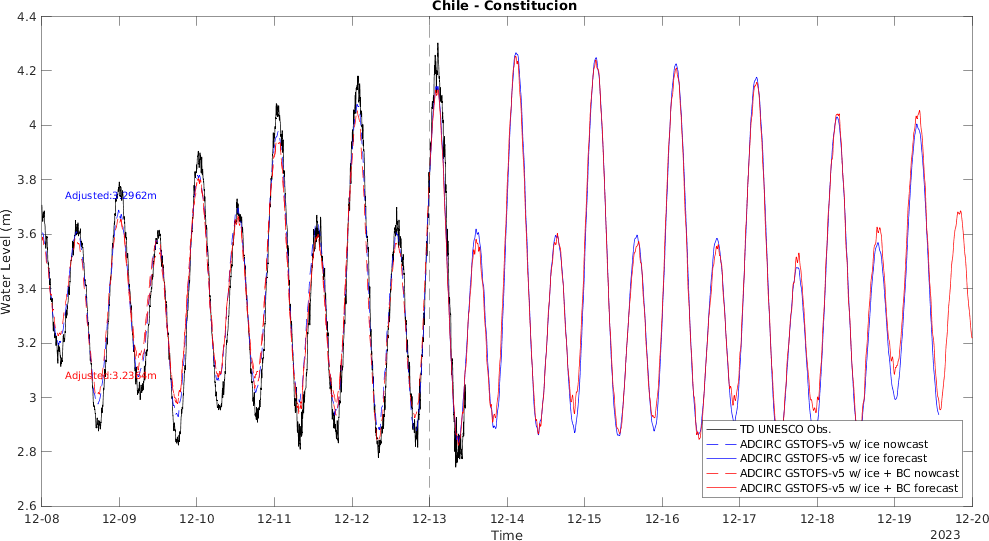 Chile - Constitucion
4.4
4.2
4
3.8
3.6
3.4
3.2
3
2.8
2.6
Water Level (m)
Adjusted:3.2962m
TD UNESCO Obs.
ADCIRC GSTOFS-v5 w/ ice nowcast
ADCIRC GSTOFS-v5 w/ ice forecast
ADCIRC GSTOFS-v5 w/ ice + BC nowcast
ADCIRC GSTOFS-v5 w/ ice + BC forecast
12-08
12-09
12-10
12-11
12-12
12-13
12-14
12-15
12-16
12-17
12-18
12-19
12-20
Time
2023